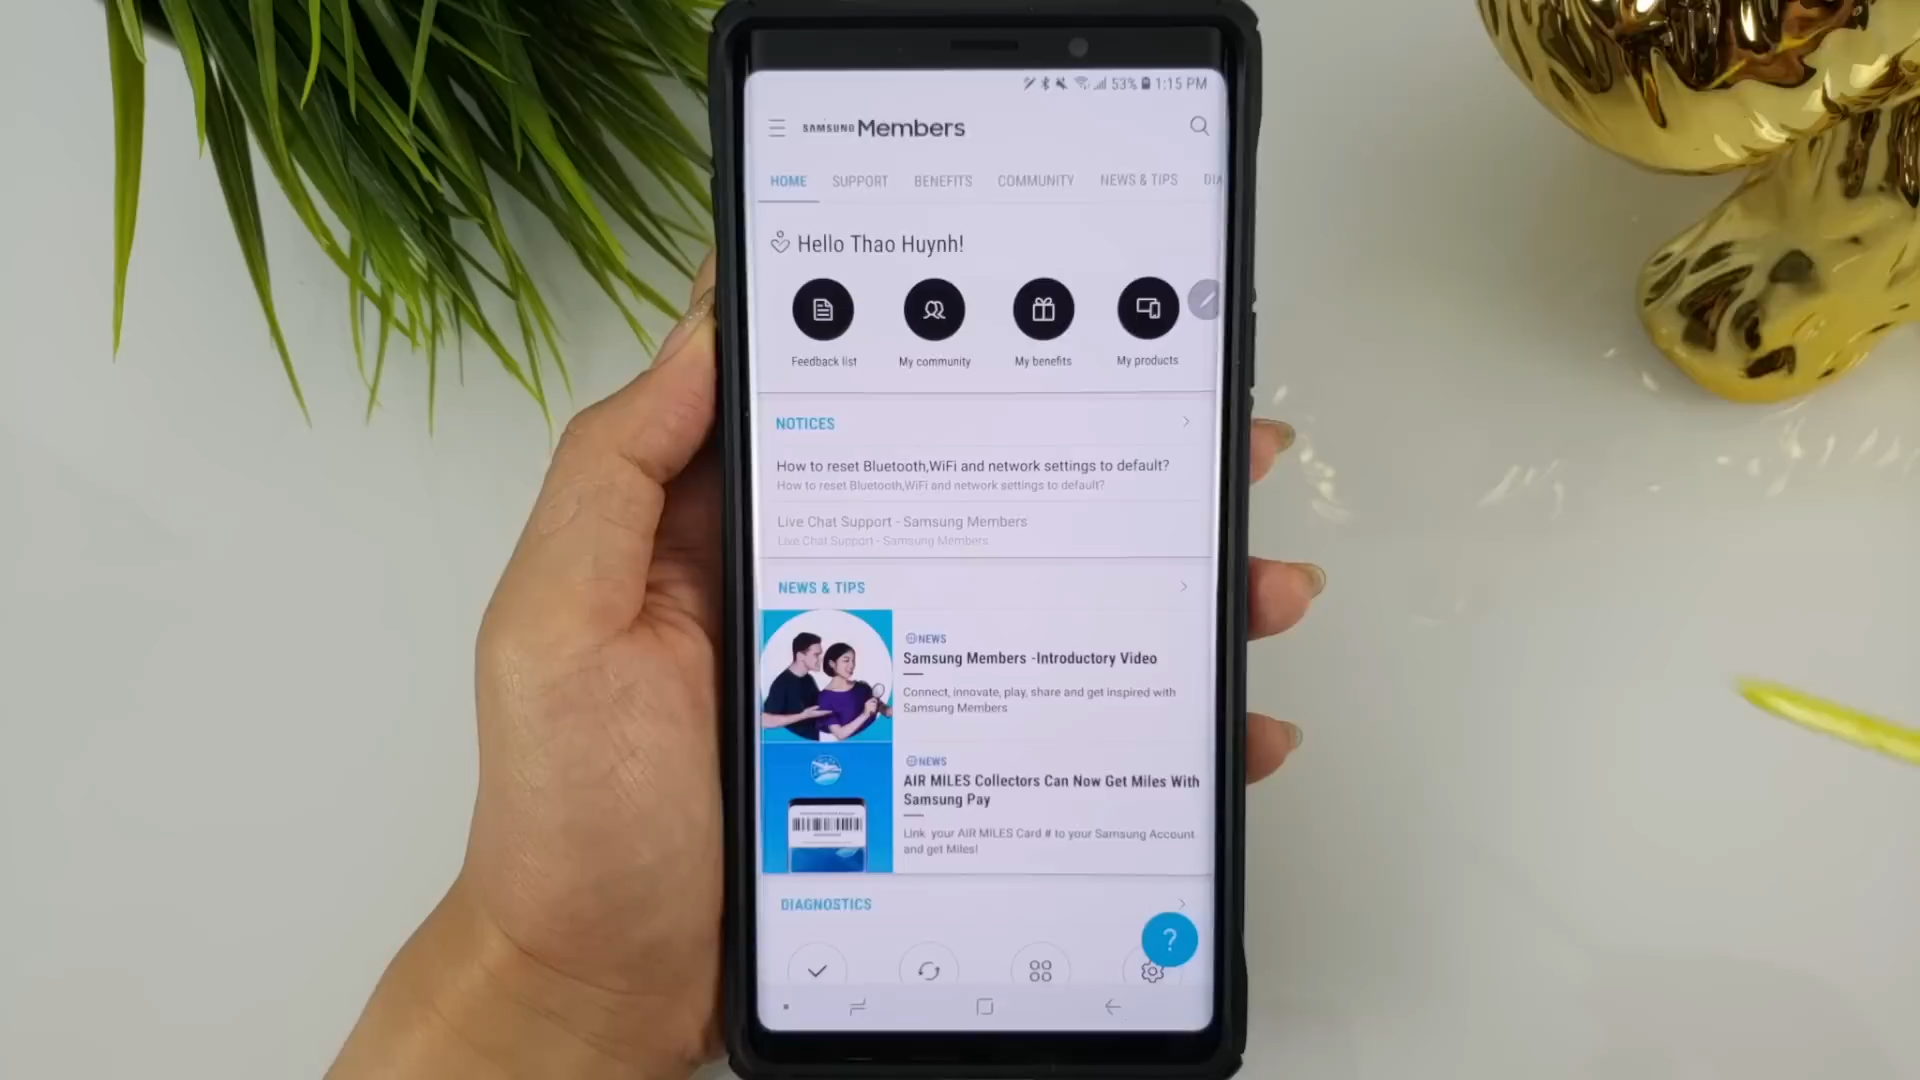 53% 1:15 PM
SAMSUNG Members
HOME SUPPORT BENEFITS COMMUNITY NEWS & TIPS DIA
Hello Thao Huynh!
Feedback list My community My benefits My products
NOTICES
How to reset Bluetooth,WiFi and network settings to default?
How to reset Bluetooth,WiFi and network settings to default?
Live Chat Support - Samsung Members
Live Chat Support - Samsung Members
NEWS & TIPS
NEWS
Samsung Members -Introductory Video
Connect, innovate, play, share and get inspired with
Samsung Members
NEWS
AIR MILES Collectors Can Now Get Miles With
Samsung Pay
Link your AIR MILES Card # to your Samsung Account
and get Miles!
DIAGNOSTICS
?